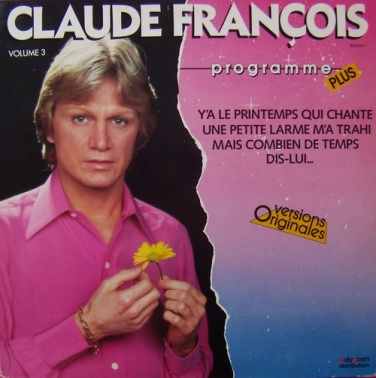 CLAUDE FRANÇOIS
VOLUME 3
programme
PLUS
Y'A LE PRINTEMPS QUI CHANTE
UNE PETITE LARME M'A TRAHI
MAIS COMBIEN DE TEMPS
DIS-LUI...
versions
Originales
distribution